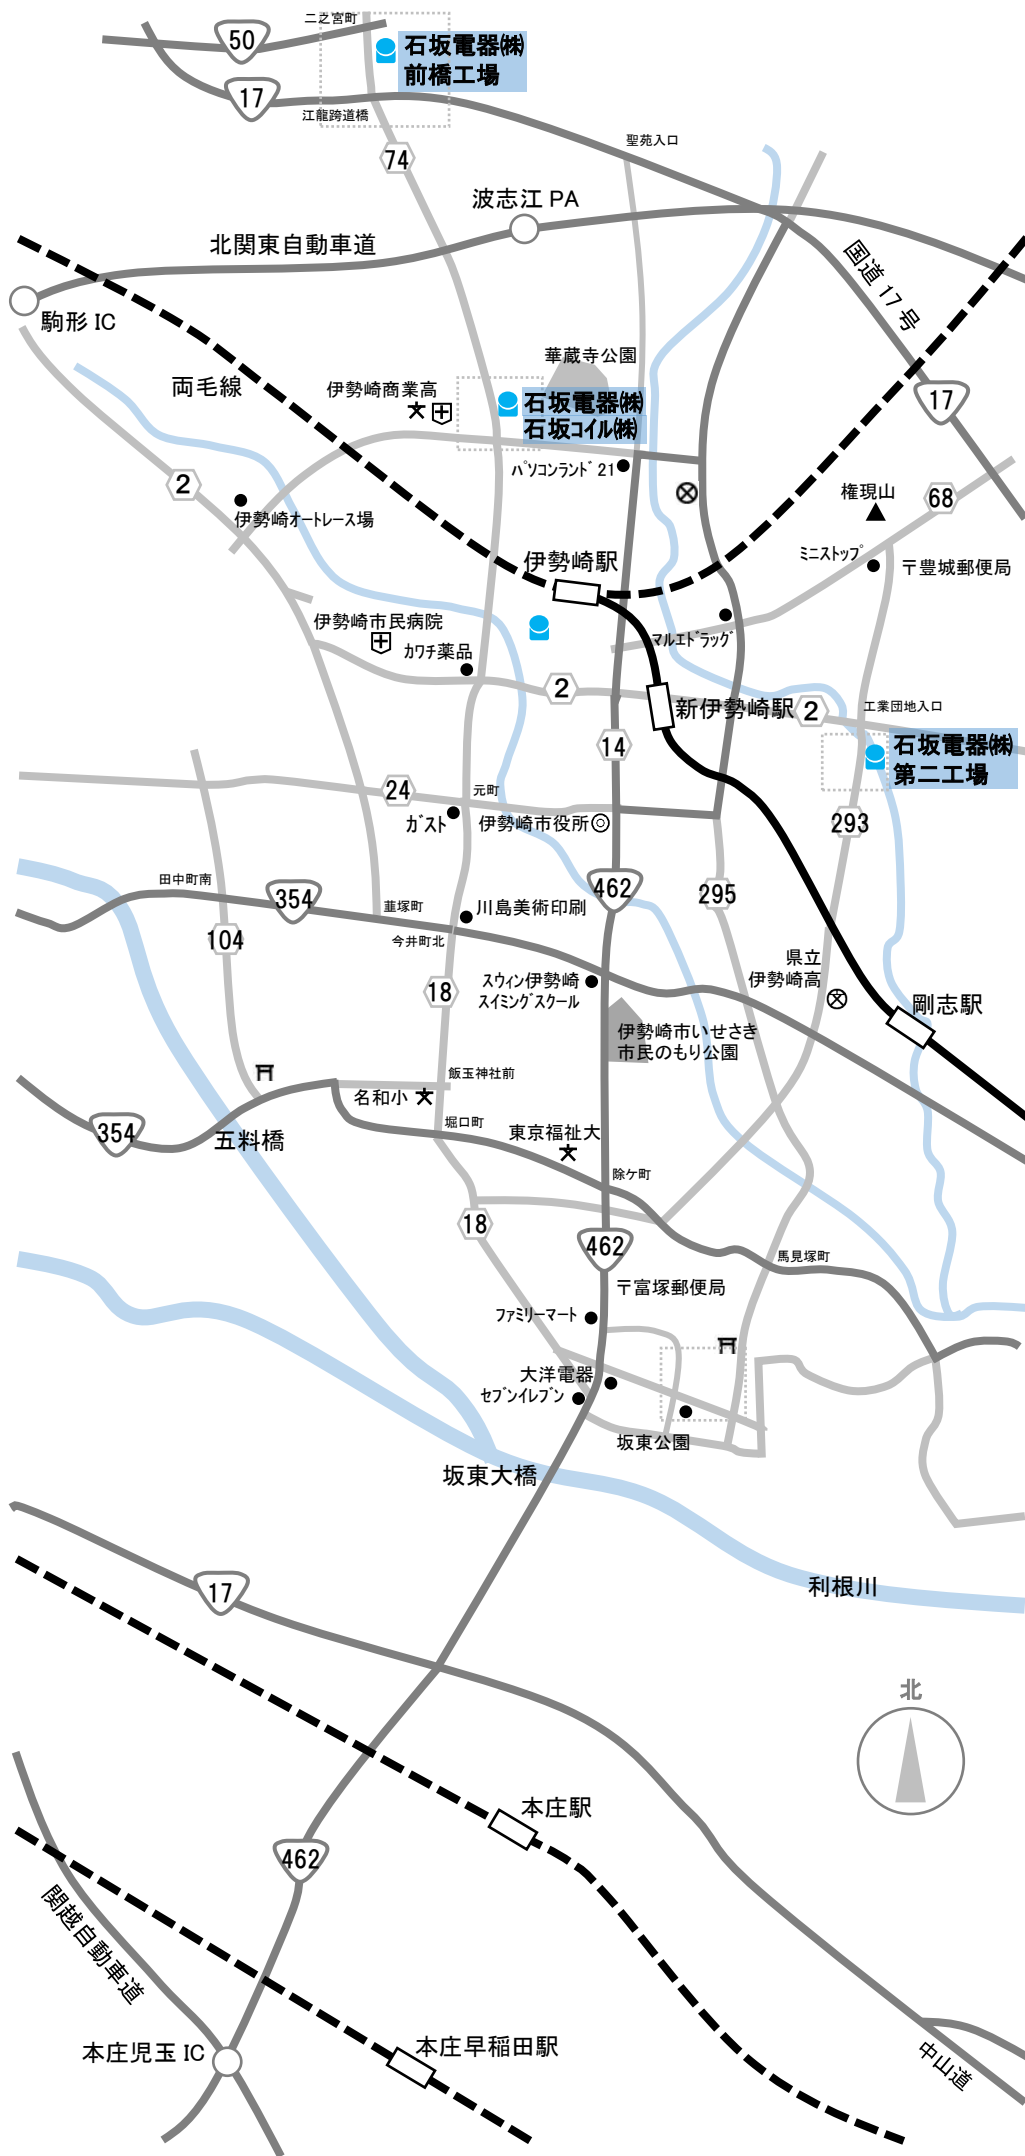 二之宮町
50
石坂電器㈱
前橋工場
17
江龍跨道橋
聖苑入口
74
波志江 PA
北関東自動車道
国道 17 号
駒形 IC
華蔵寺公園
両毛線
伊勢崎商業高
石坂電器㈱
石坂ｺｲﾙ㈱
17
ﾊﾟｿｺﾝﾗﾝﾄﾞ 21
2
権現山
68
伊勢崎ｵｰﾄﾚｰｽ場
ﾐﾆｽﾄｯﾌﾟ
伊勢崎駅
〒豊城郵便局
伊勢崎市民病院
ﾏﾙｴﾄﾞﾗｯｸﾞ
ｶﾜﾁ薬品
2
新伊勢崎駅
2
工業団地入口
14
石坂電器㈱
第二工場
24
元町
ｶﾞｽﾄ
伊勢崎市役所
293
田中町南
354
462
295
韮塚町
川島美術印刷
104
今井町北
県立
伊勢崎高
18
ｽｳｨﾝ伊勢崎
ｽｲﾐﾝｸﾞｽｸｰﾙ
剛志駅
伊勢崎市いせさき
市民のもり公園
飯玉神社前
名和小
354
五料橋
堀口町
東京福祉大
除ケ町
18
462
馬見塚町
〒富塚郵便局
ﾌｧﾐﾘｰﾏｰﾄ
大洋電器
ｾﾌﾞﾝｲﾚﾌﾞﾝ
坂東公園
坂東大橋
17
利根川
北
本庄駅
462
関越自動車道
本庄早稲田駅
本庄児玉 IC
中山道